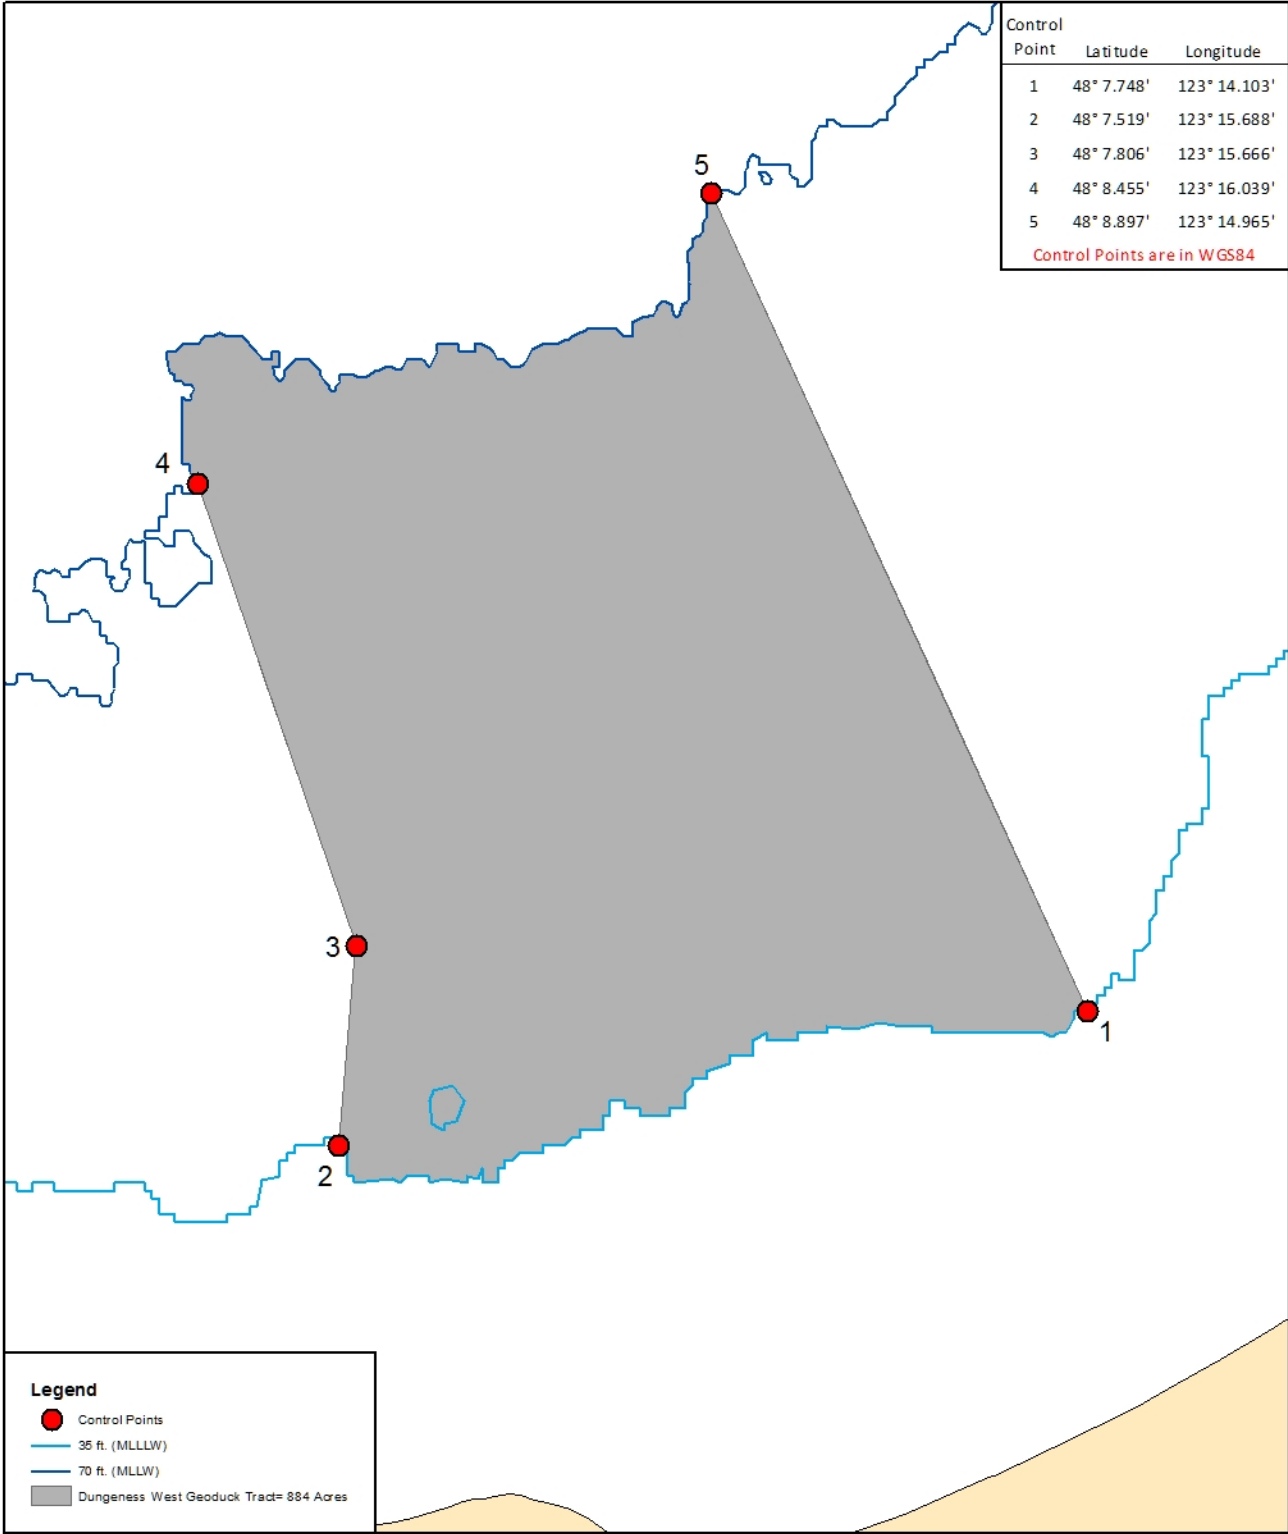 Control
Point Latitude Longitude
1 48° 7.748' 123° 14.103'
2 48° 7.519' 123° 15.688'
3 48° 7.806' 123° 15.666'
4 48° 8.455' 123° 16.039'
5 48° 8.897' 123° 14.965'
Control Points are in WGS84
5
4
3
1
2
Legend
Control Points
35 ft. (MLLLW)
70 ft. (MLLW)
Dungeness West Geoduck Tract= 884 Acres